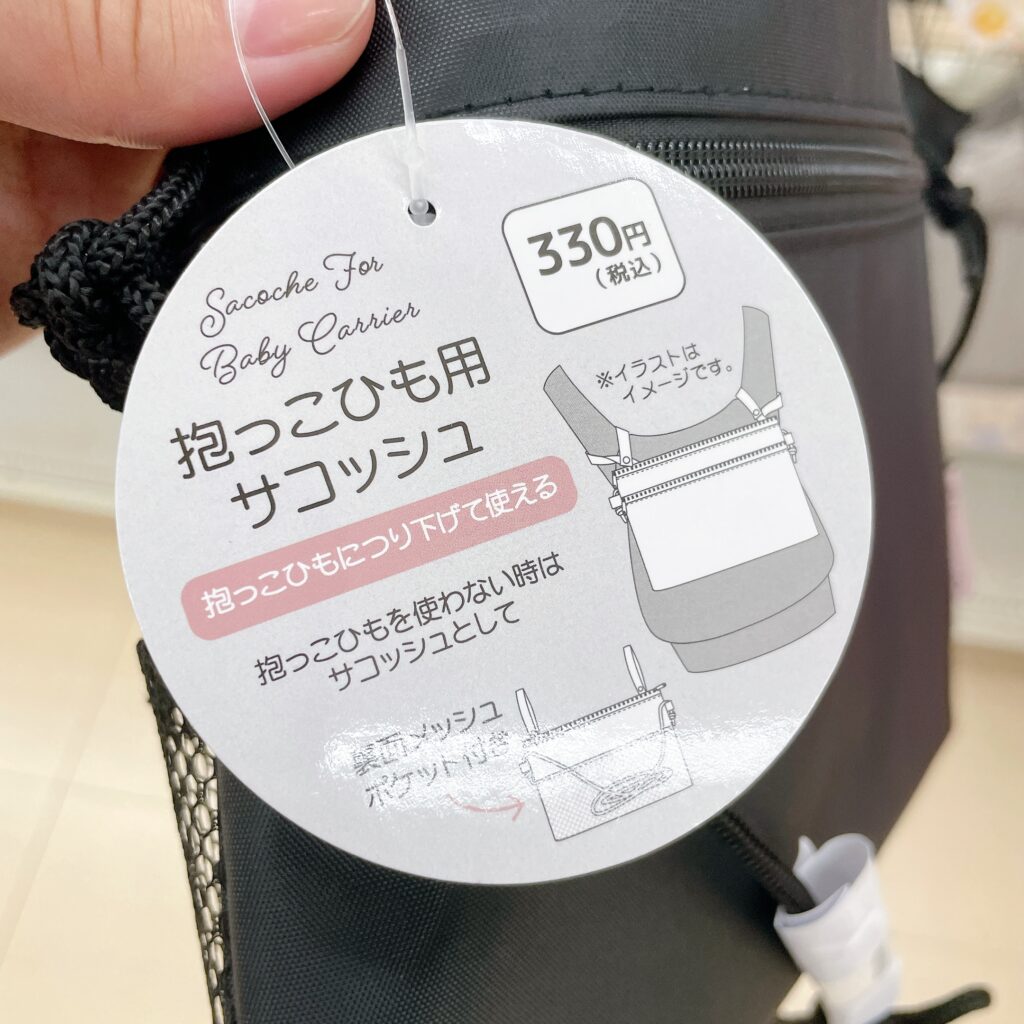 Sacoche For
Baby Carrier
330円
(税込)
抱っこひも用
サコッシュ
※イラストは
イメージです。
抱っこひもにつり下げて使える
抱っこひもを使わない時は
サコッシュとして
裏面メッシュ
ポケット付き